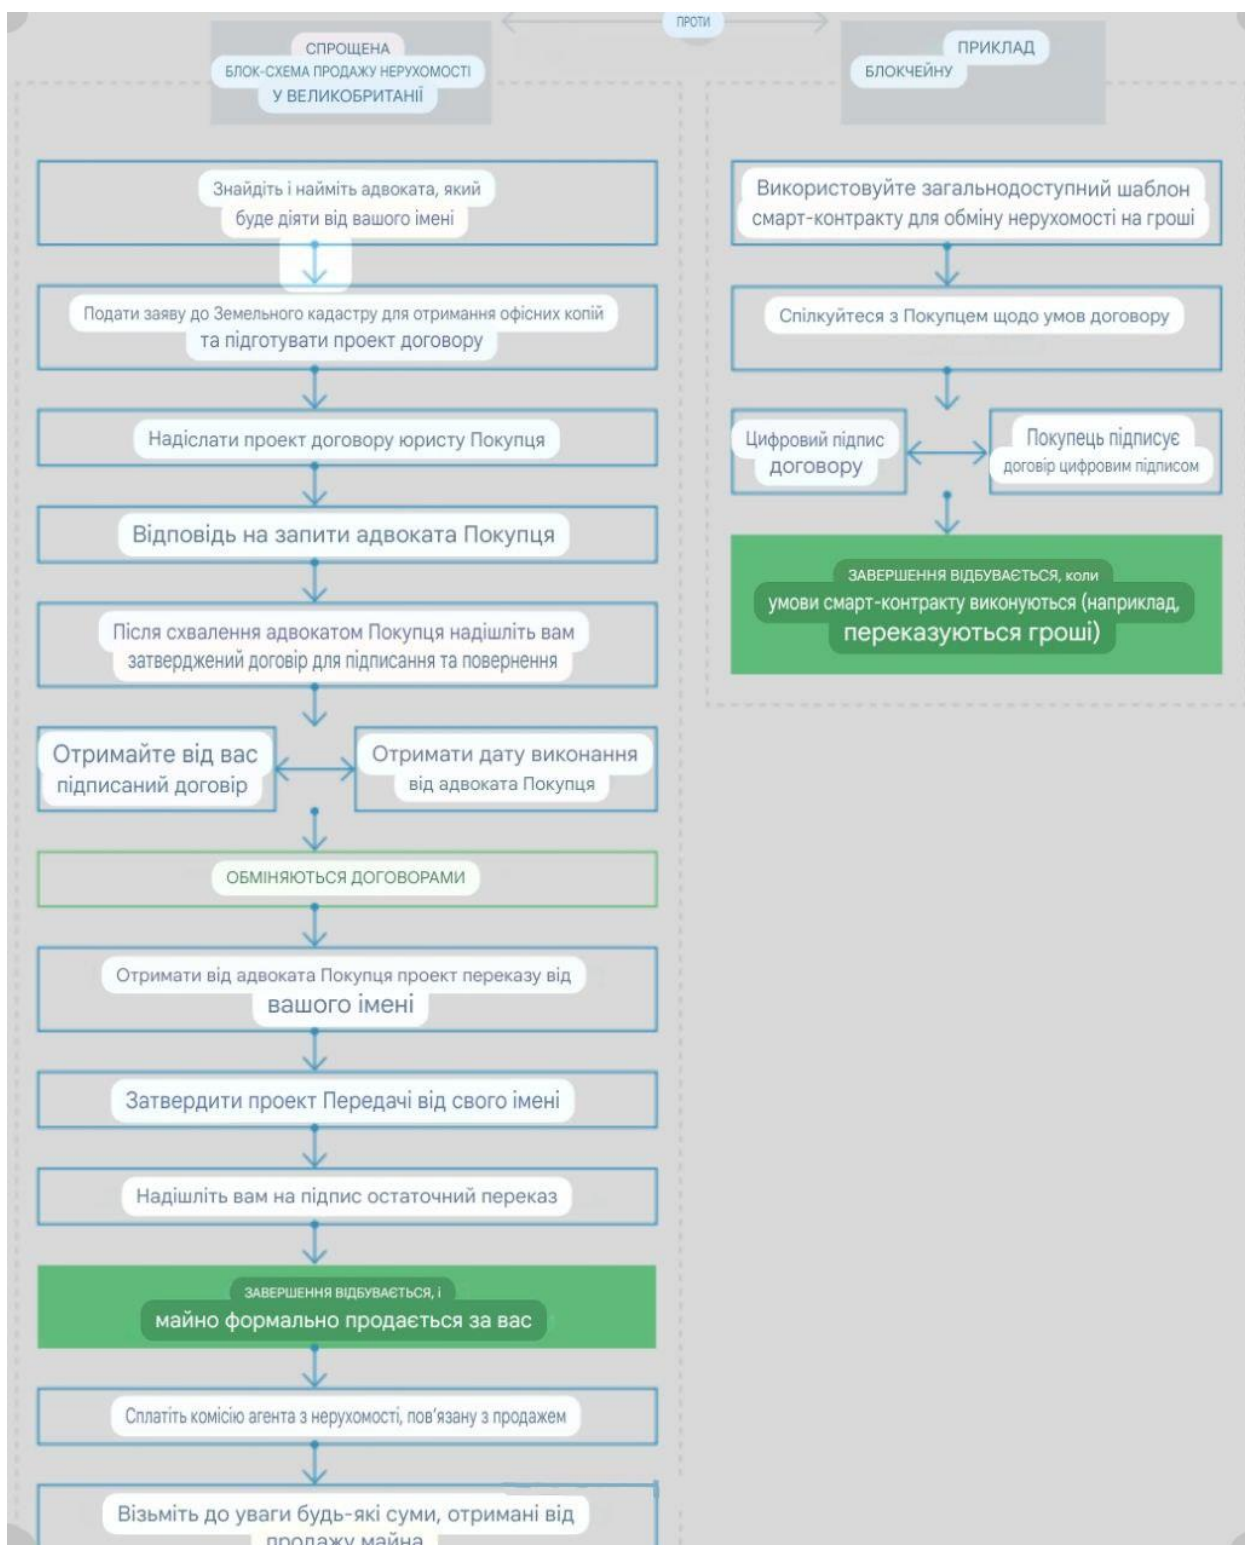 ПРОТИ
СПРОЩЕНА
БЛОК-СХЕМА ПРОДАЖУ НЕРУХОМОСТІ
У ВЕЛИКОБРИТАНІЇ
Знайдіть і найміть адвоката, який
буде діяти від вашого імені
Подати заяву до Земельного кадастру для отримання офісних копій
та підготувати проект договору
Надіслати проект договору юристу Покупця
Відповідь на запити адвоката Покупця
Після схвалення адвокатом Покупця надішліть вам
затверджений договір для підписання та повернення
Отримайте від вас
підписаний договір
Отримати дату виконання
від адвоката Покупця
ОБМІНЯЮТЬСЯ ДОГОВОРАМИ
Отримати від адвоката Покупця проект переказу від
вашого імені
Затвердити проект Передачі від свого імені
Надішліть вам на підпис остаточний переказ
ЗАВЕРШЕННЯ ВІДБУВАЄТЬСЯ, і
майно формально продається за вас
Сплатіть комісію агента з нерухомості, пов'язану з продажем
Візьміть до уваги будь-які суми, отримані від
продажу майна
ПРИКЛАД
БЛОКЧЕЙНУ
Використовуйте загальнодоступний шаблон
смарт-контракту для обміну нерухомості на гроші
Спілкуйтеся з Покупцем щодо умов договору
Цифровий підпис
договору
Покупець підписує
договір цифровим підписом
ЗАВЕРШЕННЯ ВІДБУВАЄТЬСЯ, коли
умови смарт-контракту виконуються (наприклад,
переказуються гроші)